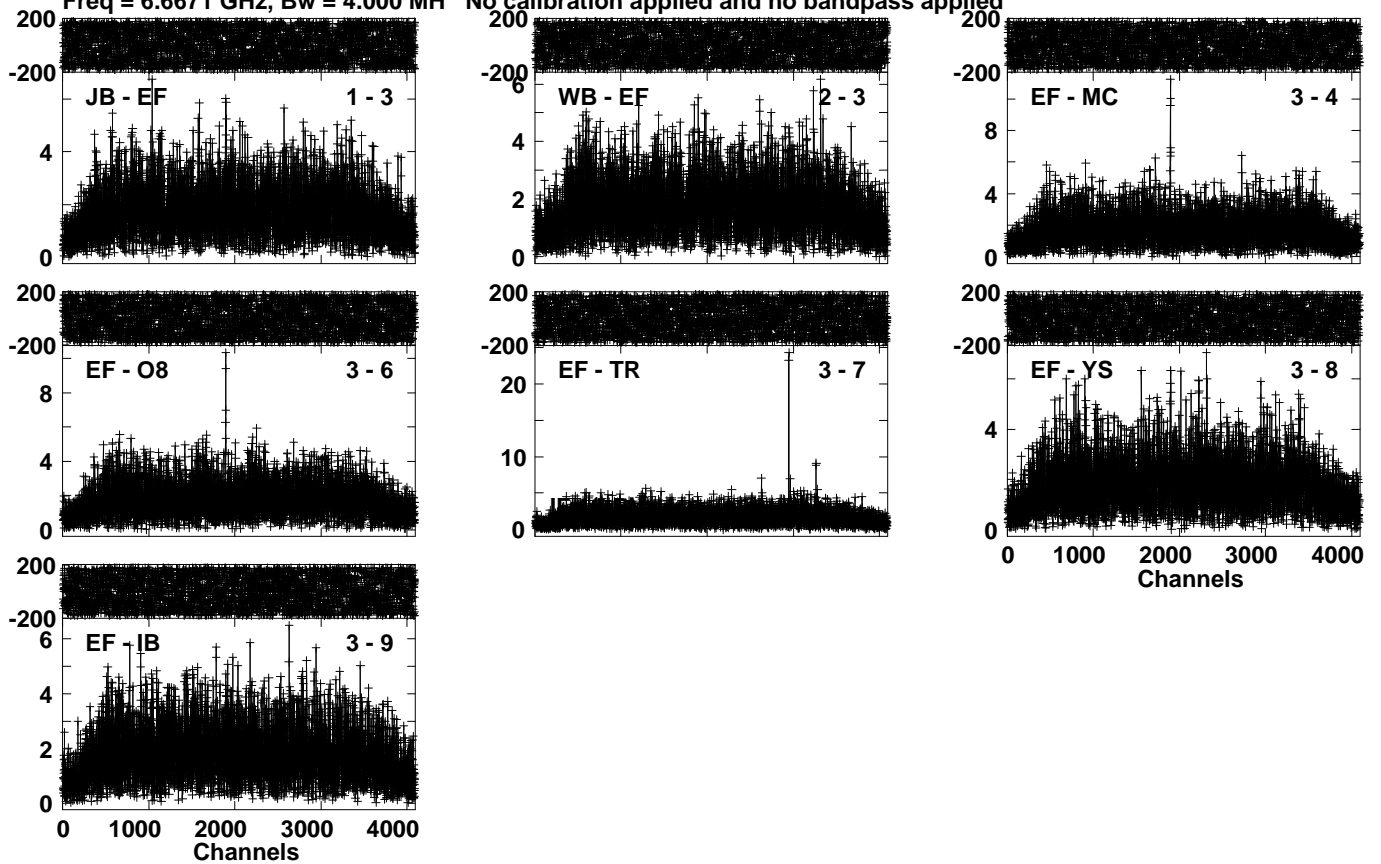 Freq = 6.6671 GHz, Bw = 4.000 MH No calibration applied and no bandpass applied
200 200 200
-200 -200 -200
JB - EF 1 - 3 6 WB - EF 2 - 3 EF - MC 3 - 4
4 4 8
2 4
0 0 0
200 200 200
-200 -200 -200
EF - O8 3 - 6 EF - TR 3 - 7 EF - YS 3 - 8
8 20
4 10 4
0 0 0
0 1000 2000 3000 4000
Channels
200
-200
6 EF - IB 3 - 9
4
2
0
0 1000 2000 3000 4000
Channels